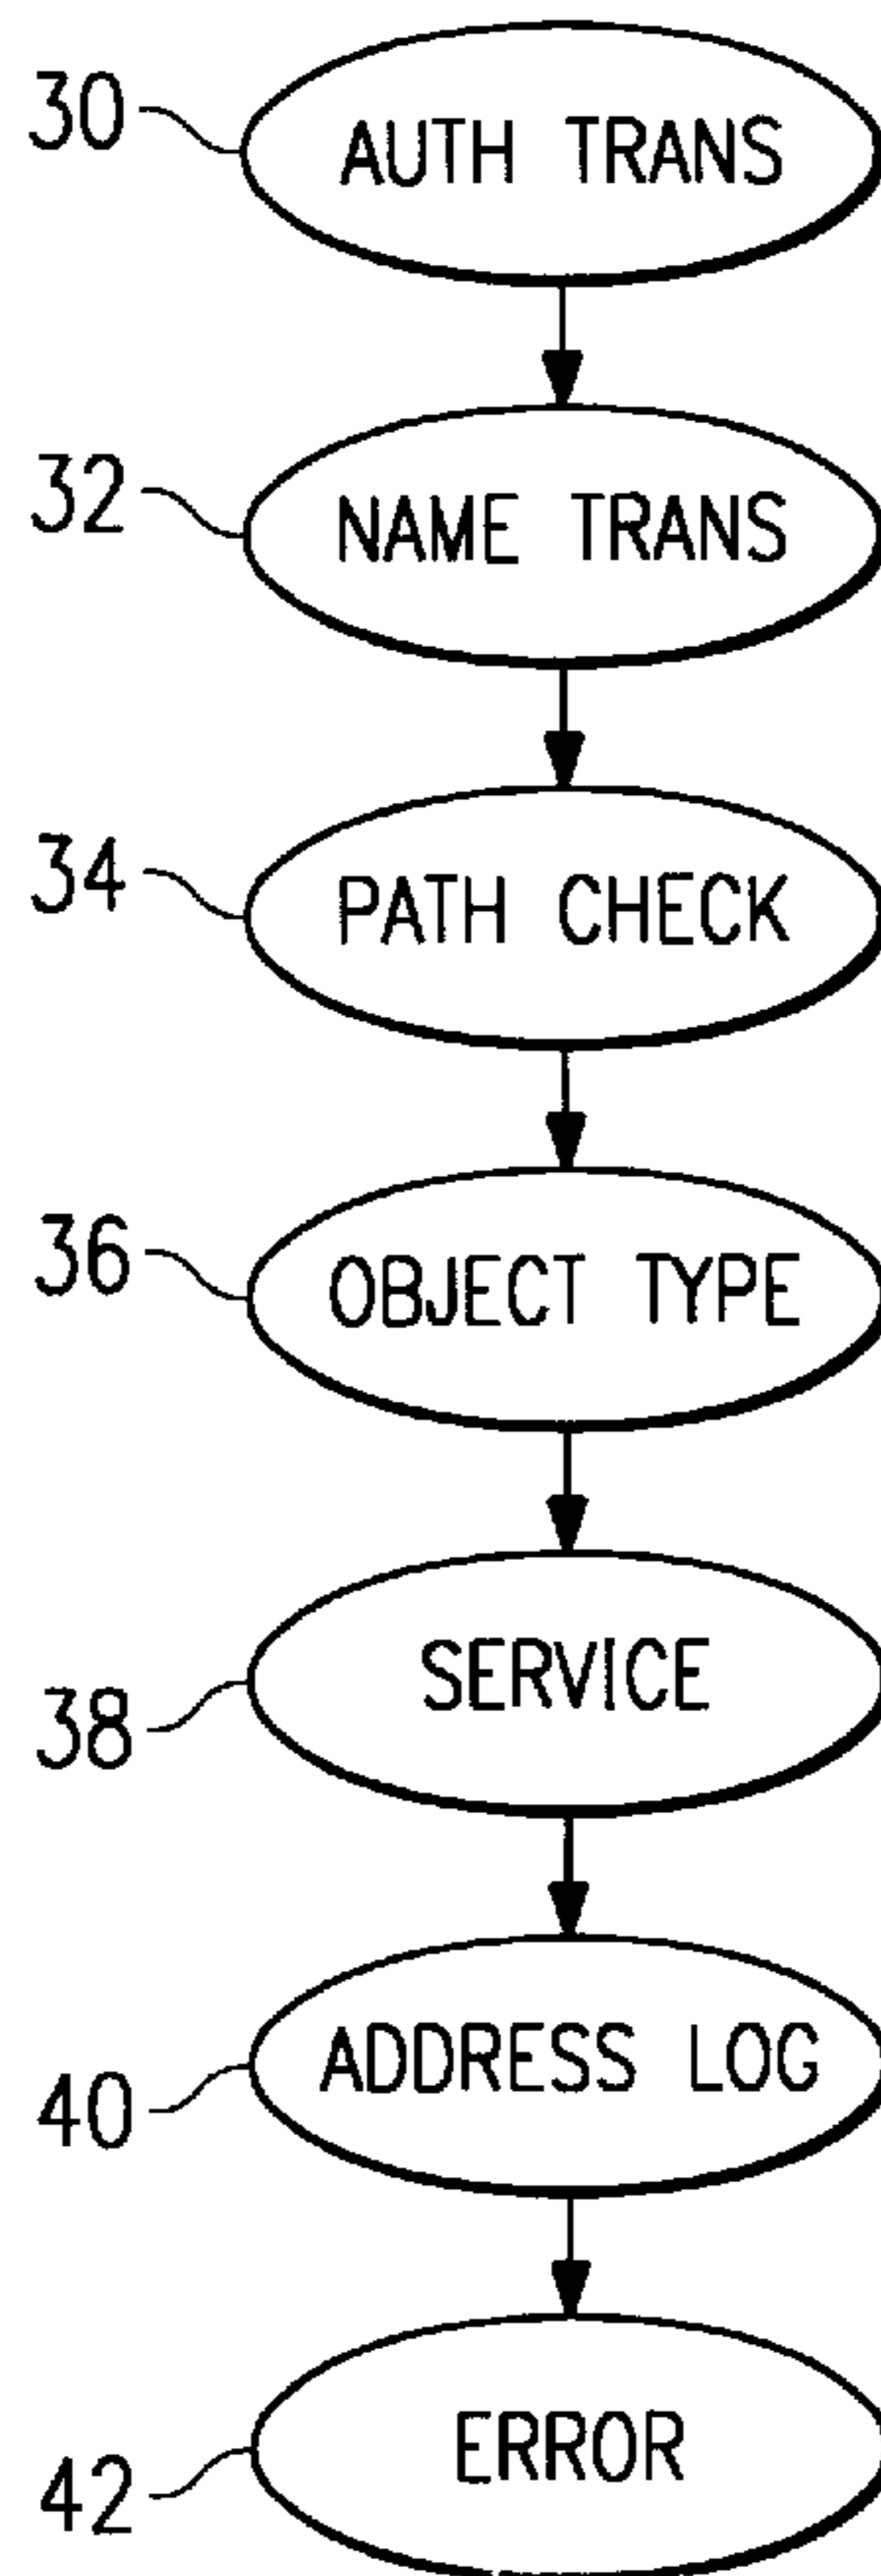 30 AUTH TRANS
32 NAME TRANS
34 PATH CHECK
36 OBJECT TYPE
38 SERVICE
40 ADDRESS LOG
42 ERROR